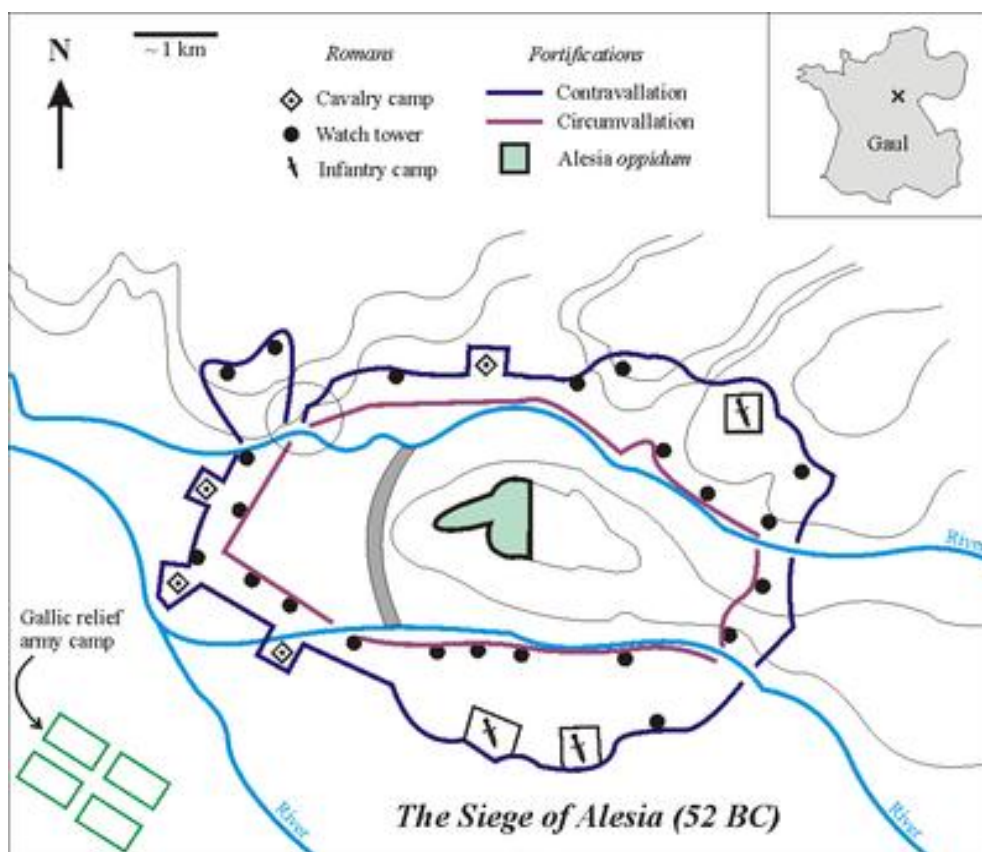 N
~ 1 km
Romans
Cavalry camp
Watch tower
Infantry camp
Fortifications
Contravallation
Circumvallation
Alesia oppidum
Gaul
River
Gallic relief
army camp
River
River
The Siege of Alesia (52 BC)